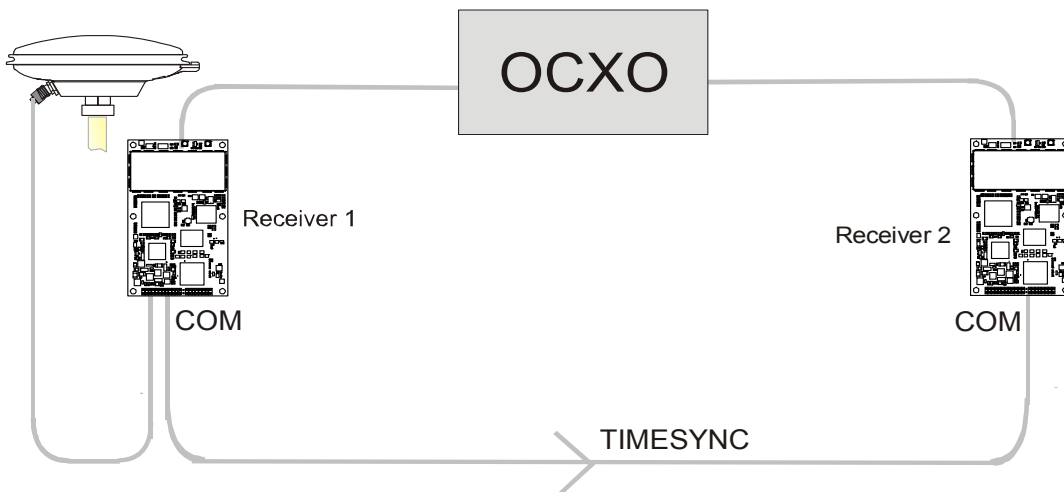 OCXO
Receiver 1
Receiver 2
COM
COM
TIMESYNC